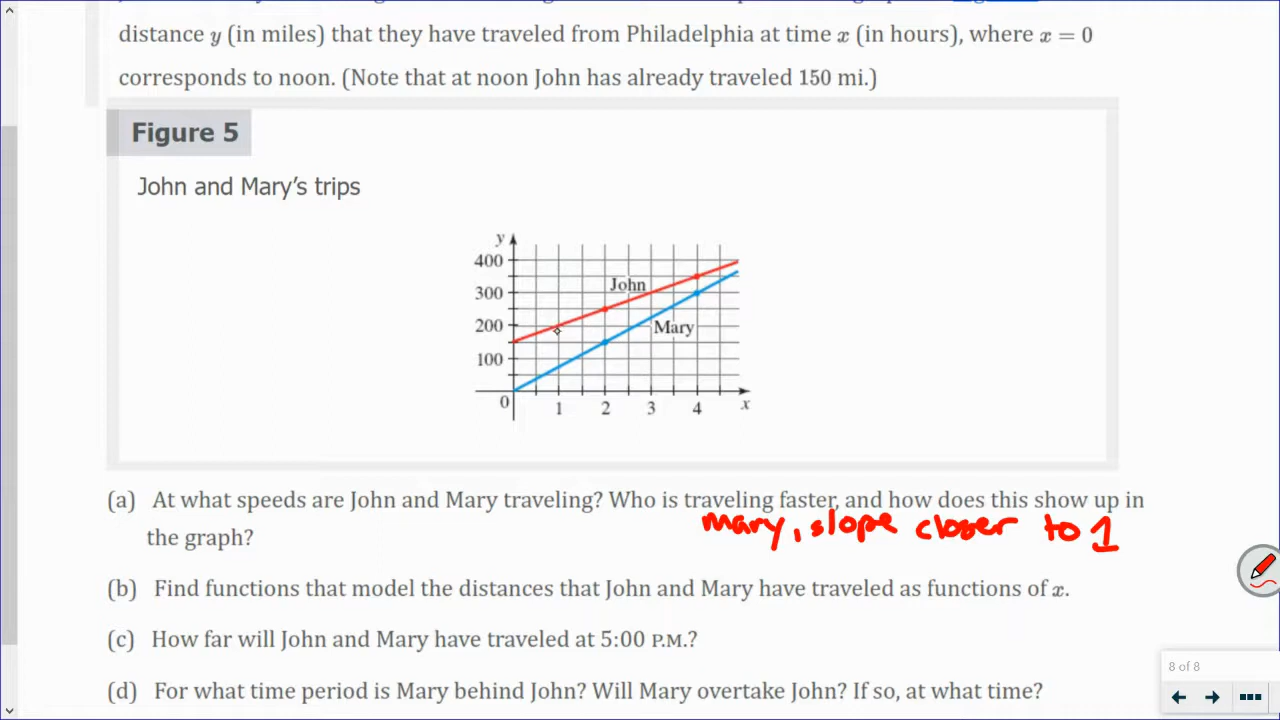 distance y (in miles) that they have traveled from Philadelphia at time x (in hours), where x = 0
corresponds to noon. (Note that at noon John has already traveled 150 mi.)
Figure 5
John and Mary's trips
y
400
John
300
200
Mary
100
0
1
2
3
4
x
(a) At what speeds are John and Mary traveling? Who is traveling faster, and how does this show up in
the graph?
mary, slope closer to 1
(b) Find functions that model the distances that John and Mary have traveled as functions of x.
(c) How far will John and Mary have traveled at 5:00 P.M.?
(d) For what time period is Mary behind John? Will Mary overtake John? If so, at what time?
8 of 8